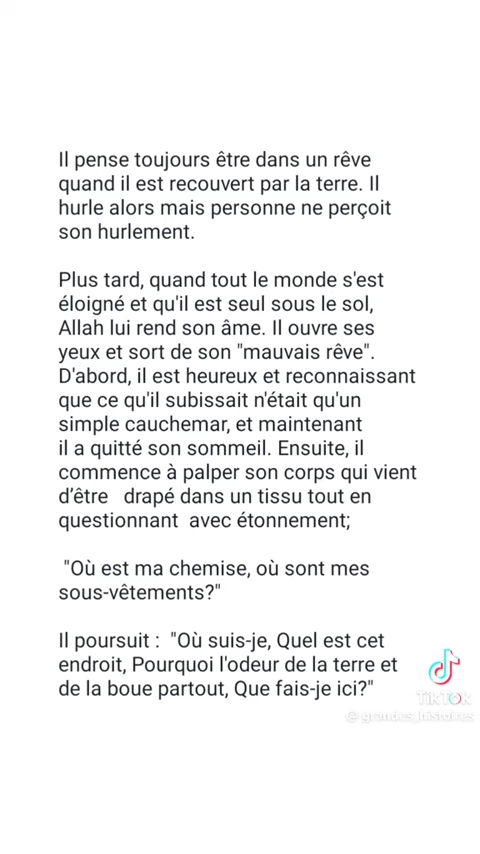 Il pense toujours être dans un rêve
quand il est recouvert par la terre. Il
hurle alors mais personne ne perçoit
son hurlement.
Plus tard, quand tout le monde s'est
éloigné et qu'il est seul sous le sol,
Allah lui rend son âme. Il ouvre ses
yeux et sort de son "mauvais rêve".
D'abord, il est heureux et reconnaissant
que ce qu'il subissait n'était qu'un
simple cauchemar, et maintenant
il a quitté son sommeil. Ensuite, il
commence à palper son corps qui vient
d’être drapé dans un tissu tout en
questionnant avec étonnement;
"Où est ma chemise, où sont mes
sous-vêtements?"
Il poursuit : "Où suis-je, Quel est cet
endroit, Pourquoi l'odeur de la terre et
de la boue partout, Que fais-je ici?"
TikTok
@ grandes_histoires